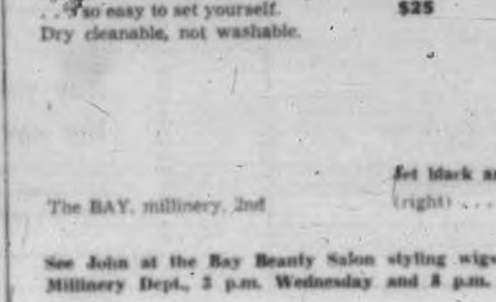 . . . so easy to set yourself. $25
Dry cleanable, not washable.
Jet black
The BAY, millinery, 2nd (right) . . .
See John at the Bay Beauty Salon styling wigs
Millinery Dept., 3 p.m. Wednesday and 8 p.m.